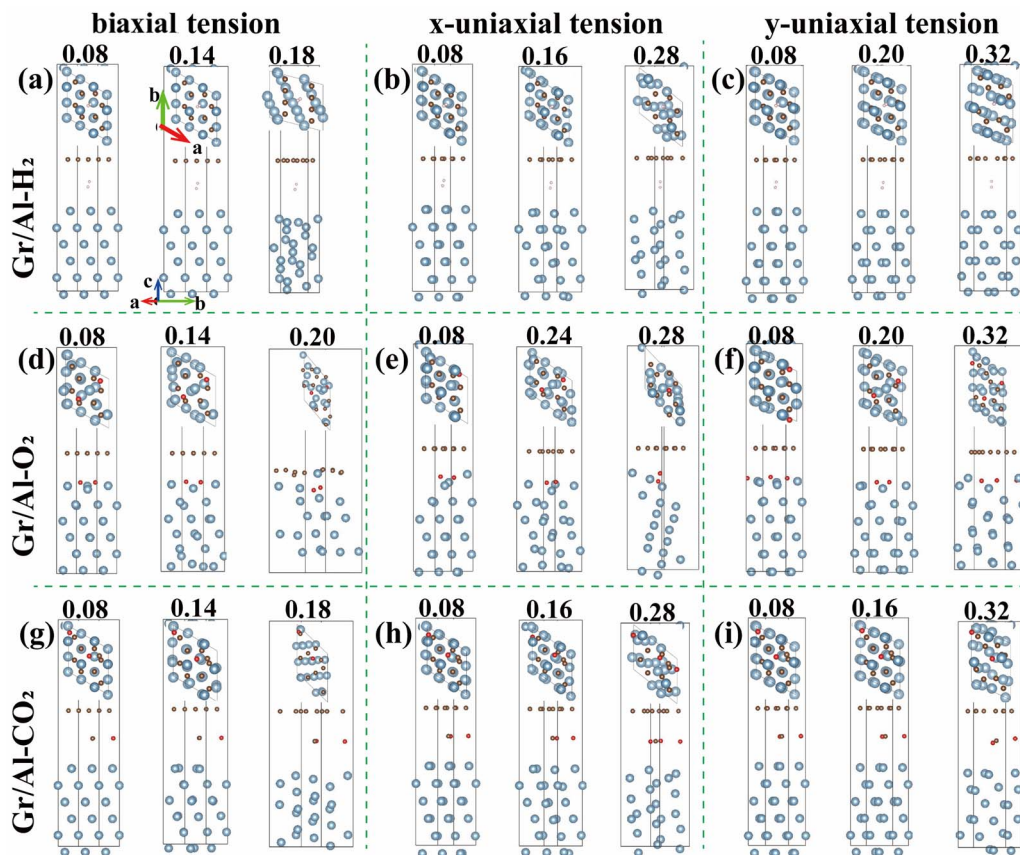 biaxial tension x-uniaxial tension y-uniaxial tension
Gr/Al-H₂
(a) 0.08 0.14 0.18
b
a
c
a b
(b) 0.08 0.16 0.28
(c) 0.08 0.20 0.32
Gr/Al-O₂
(d) 0.08 0.14 0.20
(e) 0.08 0.24 0.28
(f) 0.08 0.20 0.32
Gr/Al-CO₂
(g) 0.08 0.14 0.18
(h) 0.08 0.16 0.28
(i) 0.08 0.16 0.32